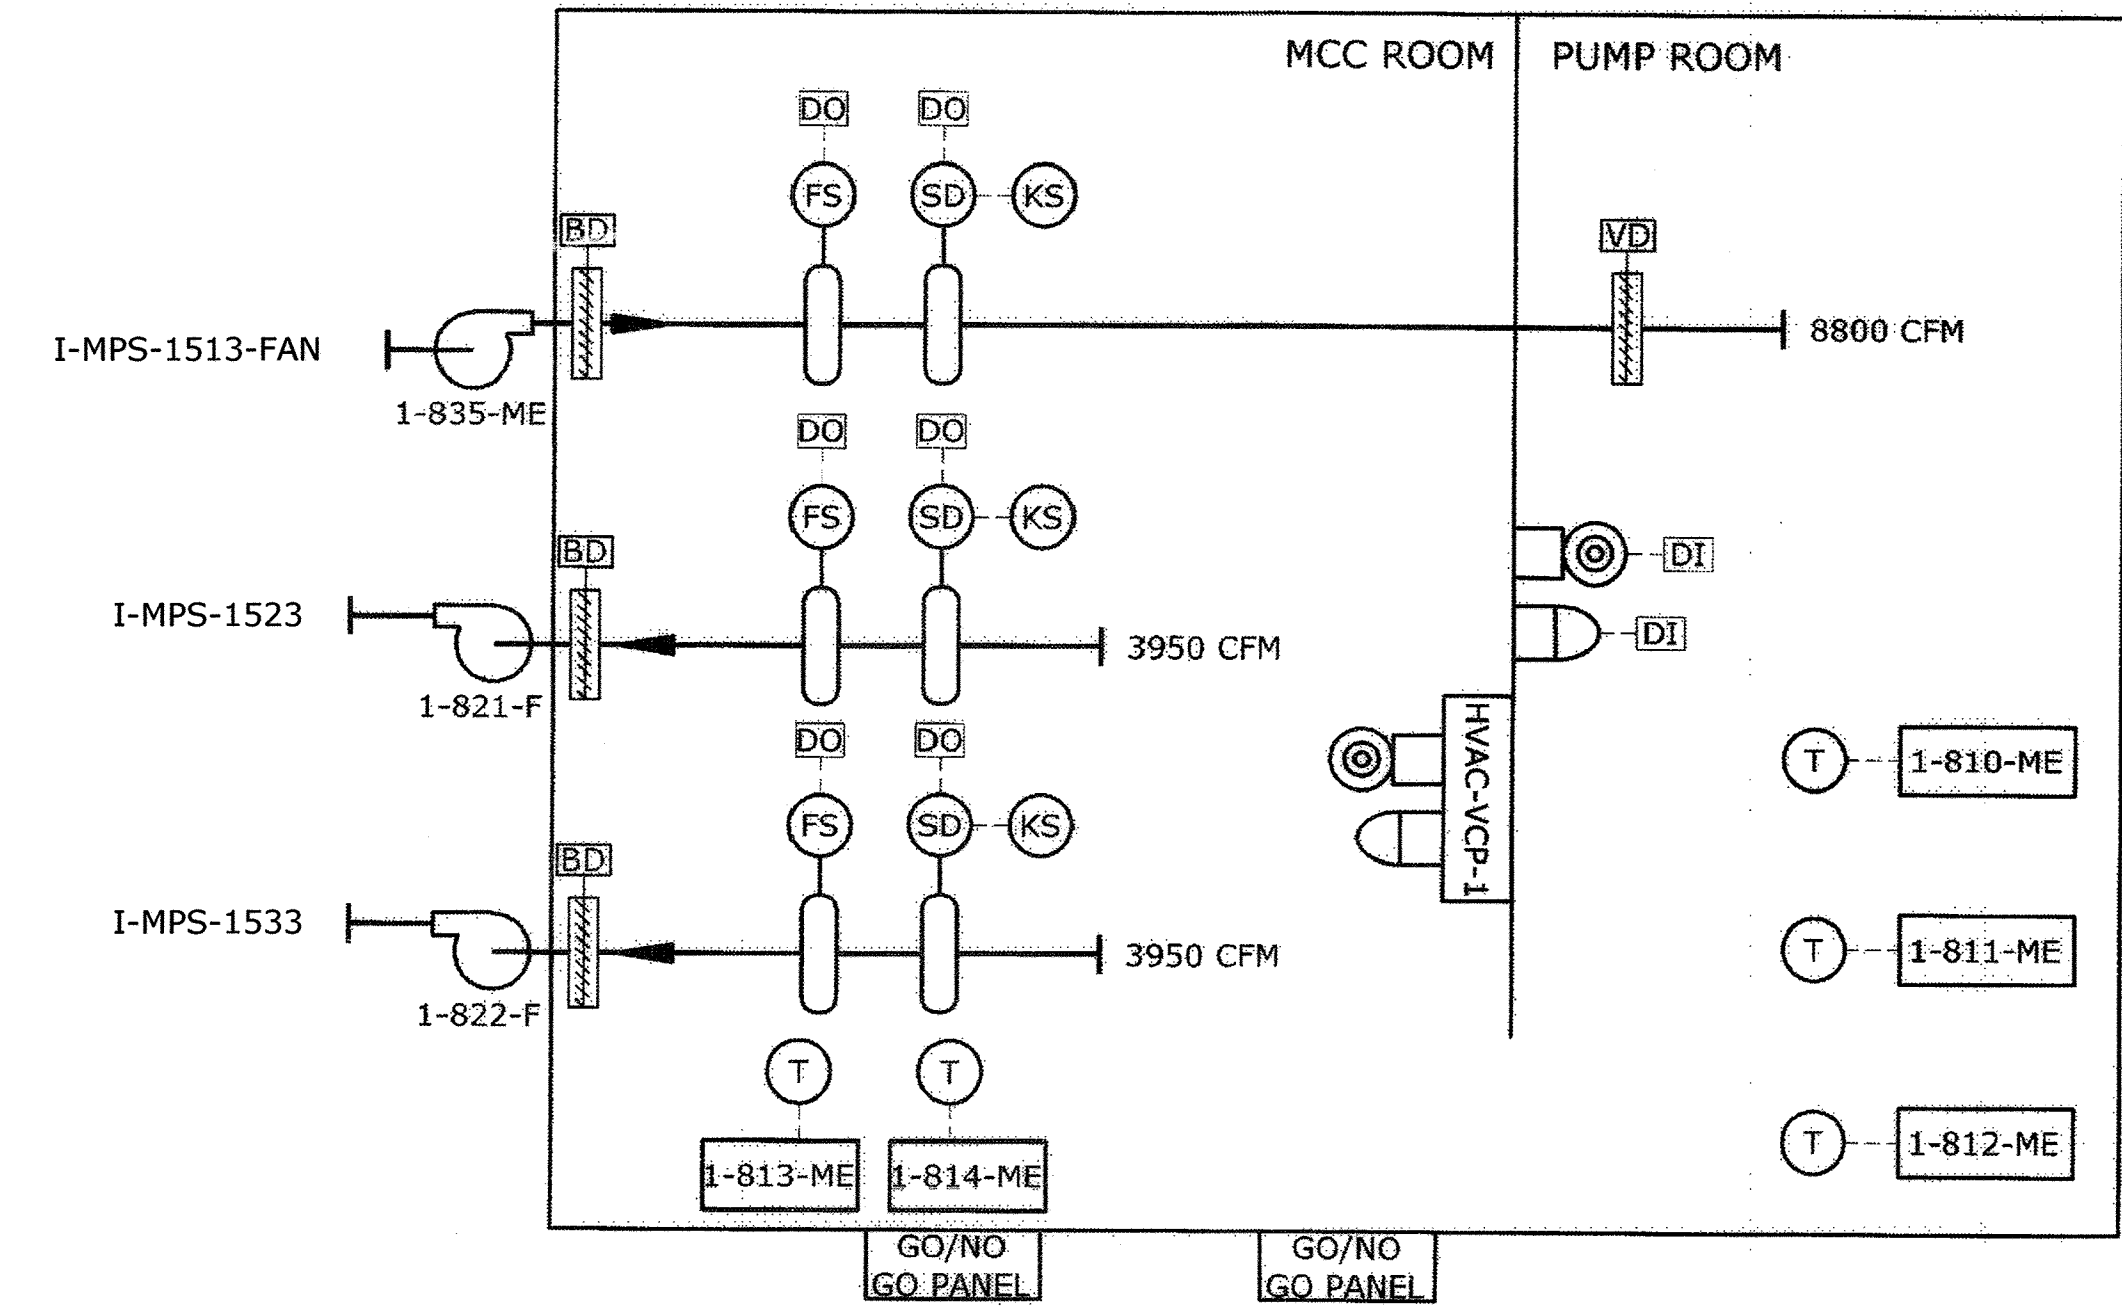 MCC ROOM
PUMP ROOM
DO
DO
FS
SD
KS
BD
VD
I-MPS-1513-FAN
8800 CFM
1-835-ME
DO
DO
FS
SD
KS
BD
DI
I-MPS-1523
3950 CFM
DI
1-821-F
HVAC-VCP-1
DO
DO
T
1-810-ME
FS
SD
KS
BD
I-MPS-1533
3950 CFM
T
1-811-ME
1-822-F
T
T
T
1-812-ME
1-813-ME
1-814-ME
GO/NO
GO PANEL
GO/NO
GO PANEL